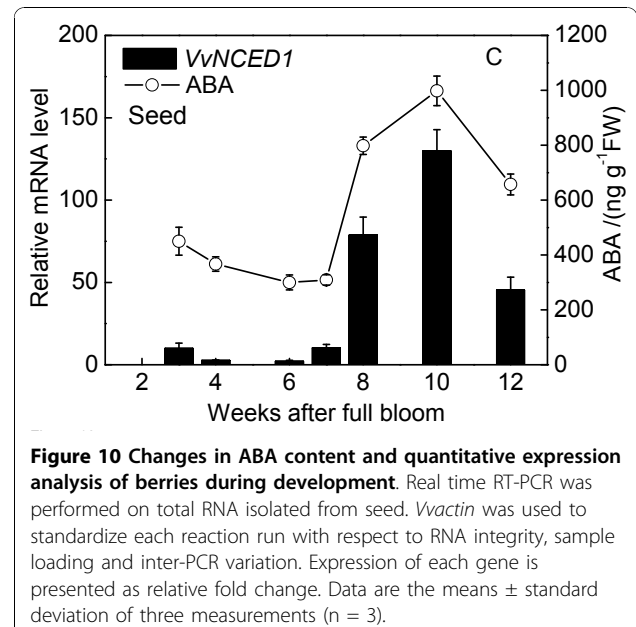 200
1200
VvNCED1
C
ABA
Seed
150
1000
800
100
600
50
400
200
0
0
Relative mRNA level
ABA /(ng g⁻¹FW)
2 4 6 8 10 12
Weeks after full bloom
Figure 10 Changes in ABA content and quantitative expression
analysis of berries during development. Real time RT-PCR was
performed on total RNA isolated from seed. Vvactin was used to
standardize each reaction run with respect to RNA integrity, sample
loading and inter-PCR variation. Expression of each gene is
presented as relative fold change. Data are the means ± standard
deviation of three measurements (n = 3).